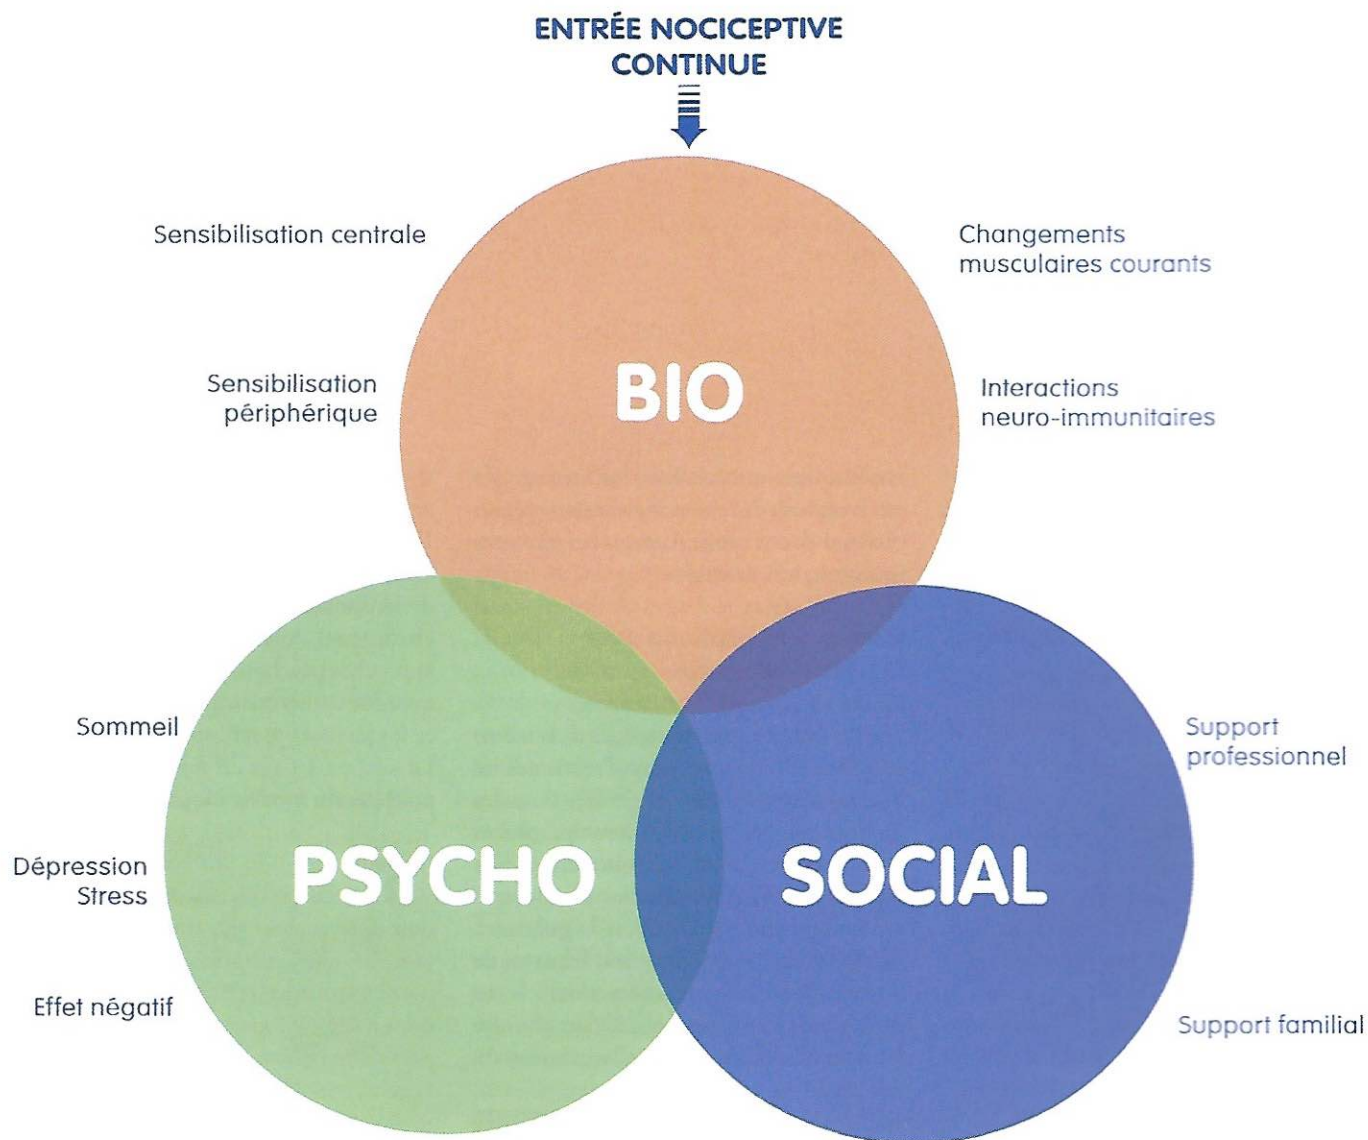 ENTRÉE NOCICEPTIVE
CONTINUE
Sensibilisation centrale
Changements
musculaires courants
Sensibilisation
périphérique
BIO
Interactions
neuro-immunitaires
Sommeil
Support
professionnel
Dépression
Stress
PSYCHO
SOCIAL
Effet négatif
Support familial